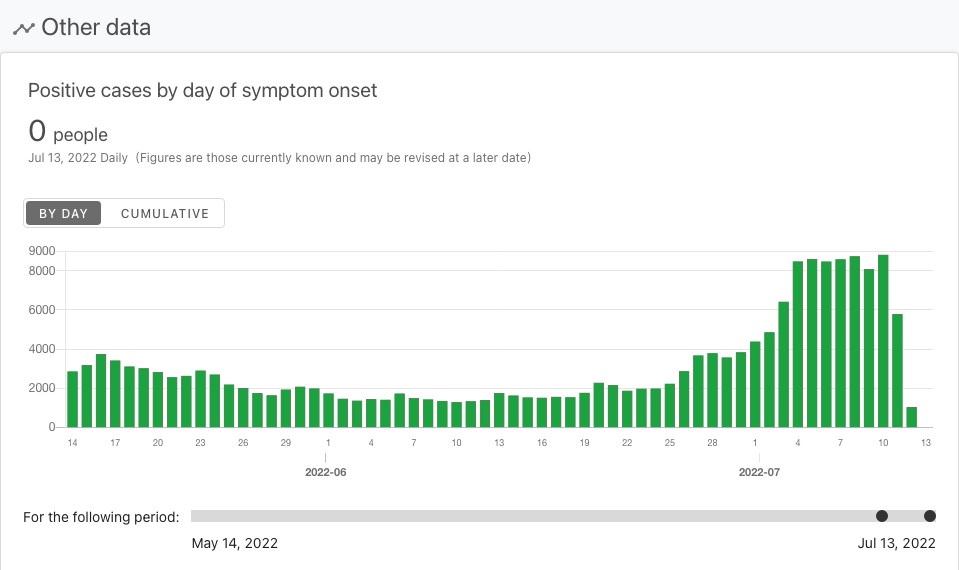 Other data
Positive cases by day of symptom onset
0 people
Jul 13, 2022 Daily (Figures are those currently known and may be revised at a later date)
BY DAY CUMULATIVE
9000
8000
6000
4000
2000
0
14 17 20 23 26 29 1 4 7 10 13 16 19 22 25 28 1 4 7 10 13
2022-06 2022-07
For the following period:
May 14, 2022 Jul 13, 2022